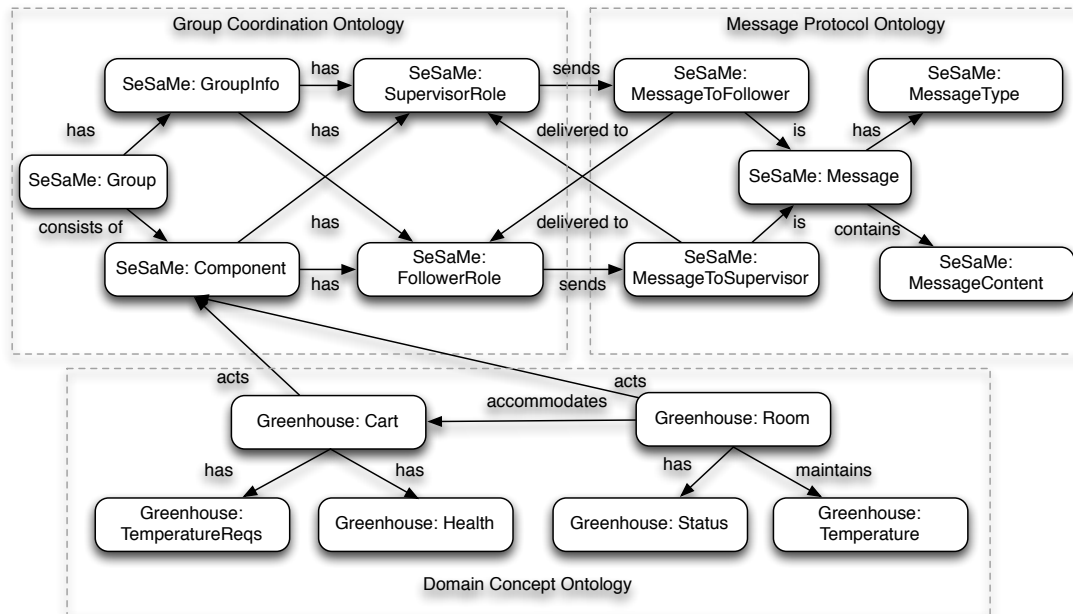 Group Coordination Ontology
Message Protocol Ontology
has
sends
SeSaMe: GroupInfo
SeSaMe:
SupervisorRole
SeSaMe:
MessageToFollower
SeSaMe:
MessageType
has
has
delivered to
is
has
SeSaMe: Group
SeSaMe: Message
consists of
has
delivered to
is
contains
SeSaMe: Component
has
SeSaMe:
FollowerRole
sends
SeSaMe:
MessageToSupervisor
SeSaMe:
MessageContent
acts
acts
accommodates
Greenhouse: Cart
Greenhouse: Room
has
has
has
maintains
Greenhouse:
TemperatureReqs
Greenhouse: Health
Greenhouse: Status
Greenhouse:
Temperature
Domain Concept Ontology